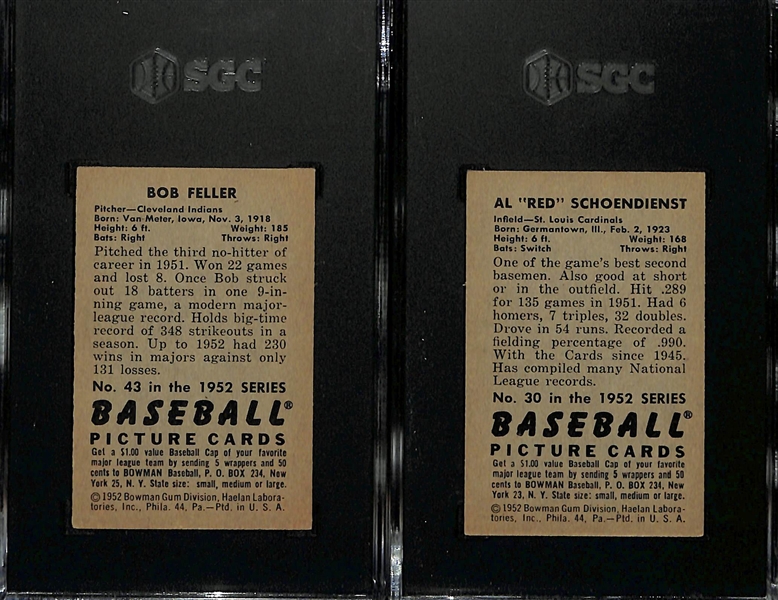 SGC
BOB FELLER
Pitcher—Cleveland Indians
Born: Van Meter, Iowa, Nov. 3, 1918
Height: 6 ft. Weight: 185
Bats: Right Throws: Right
Pitched the third no-hitter of
career in 1951. Won 22 games
and lost 8. Once Bob struck
out 18 batters in one 9-in-
ning game, a modern major-
league record. Holds big-time
record of 348 strikeouts in a
season. Up to 1952 had 230
wins in majors against only
131 losses.
No. 43 in the 1952 SERIES
BASEBALL®
PICTURE CARDS
Get a $1.00 value Baseball Cap of your favorite
major league team by sending 5 wrappers and 50
cents to BOWMAN Baseball, P. O. BOX 234, New
York 25, N. Y. State size: small, medium or large.
© 1952 Bowman Gum Division, Haelan Labora-
tories, Inc., Phila. 44, Pa.—Ptd. in U. S. A.
SGC
AL "RED" SCHOENDIENST
Infield—St. Louis Cardinals
Born: Germantown, Ill., Feb. 2, 1923
Height: 6 ft. Weight: 168
Bats: Switch Throws: Right
One of the game's best second
basemen. Also good at short
or in the outfield. Hit .289
for 135 games in 1951. Had 6
homers, 7 triples, 32 doubles.
Drove in 54 runs. Recorded a
fielding percentage of .990.
With the Cards since 1945.
Has compiled many National
League records.
No. 30 in the 1952 SERIES
BASEBALL®
PICTURE CARDS
Get a $1.00 value Baseball Cap of your favorite
major league team by sending 5 wrappers and 50
cents to BOWMAN Baseball, P. O. BOX 234, New
York 23, N. Y. State size: small, medium or large.
© 1952 Bowman Gum Division, Haelan Labora-
tories, Inc., Phila. 44, Pa.—Ptd. in U. S. A.